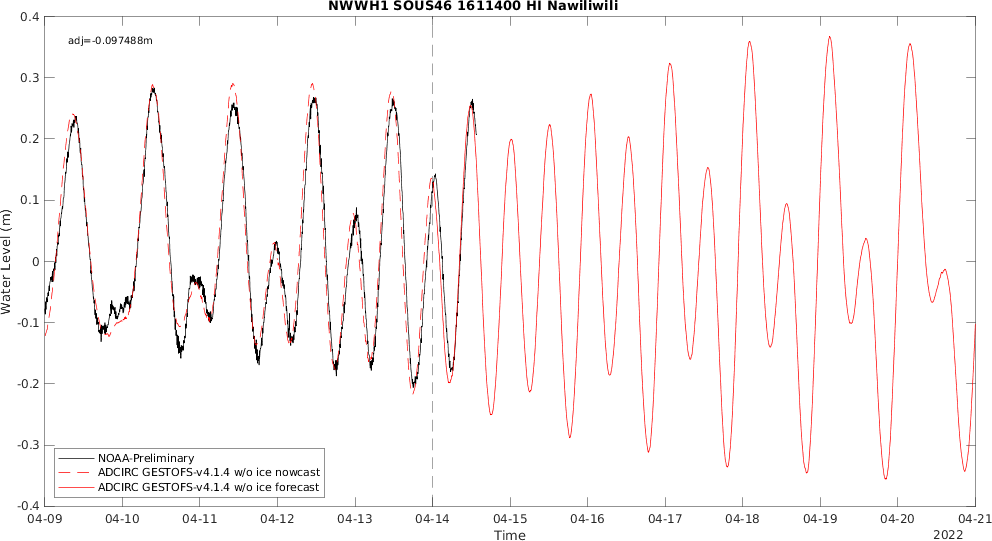 NWWH1 SOUS46 1611400 HI Nawiliwili
adj=-0.097488m
0.4
0.3
0.2
0.1
0
-0.1
-0.2
-0.3
-0.4
Water Level (m)
NOAA-Preliminary
ADCIRC GESTOFS-v4.1.4 w/o ice nowcast
ADCIRC GESTOFS-v4.1.4 w/o ice forecast
04-09 04-10 04-11 04-12 04-13 04-14 04-15 04-16 04-17 04-18 04-19 04-20 04-21
Time
2022